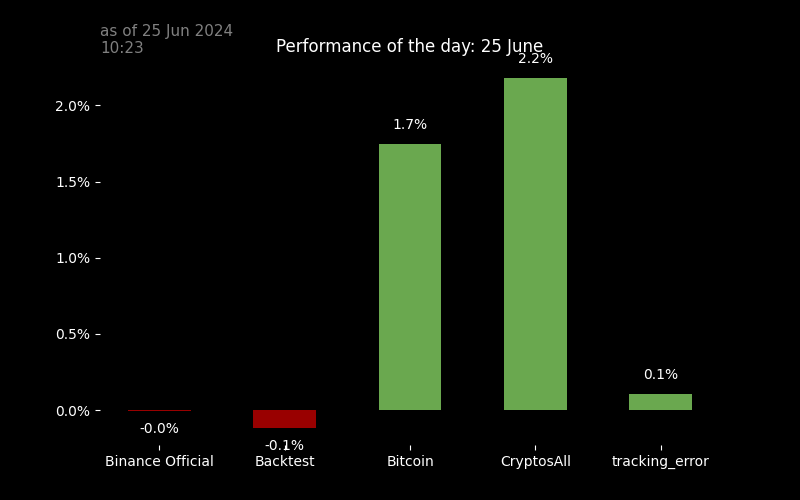 as of 25 Jun 2024
10:23
Performance of the day: 25 June
2.2%
2.0%
1.7%
1.5%
1.0%
0.5%
0.1%
0.0%
-0.0%
-0.1%
Binance Official
Backtest
Bitcoin
CryptosAll
tracking_error